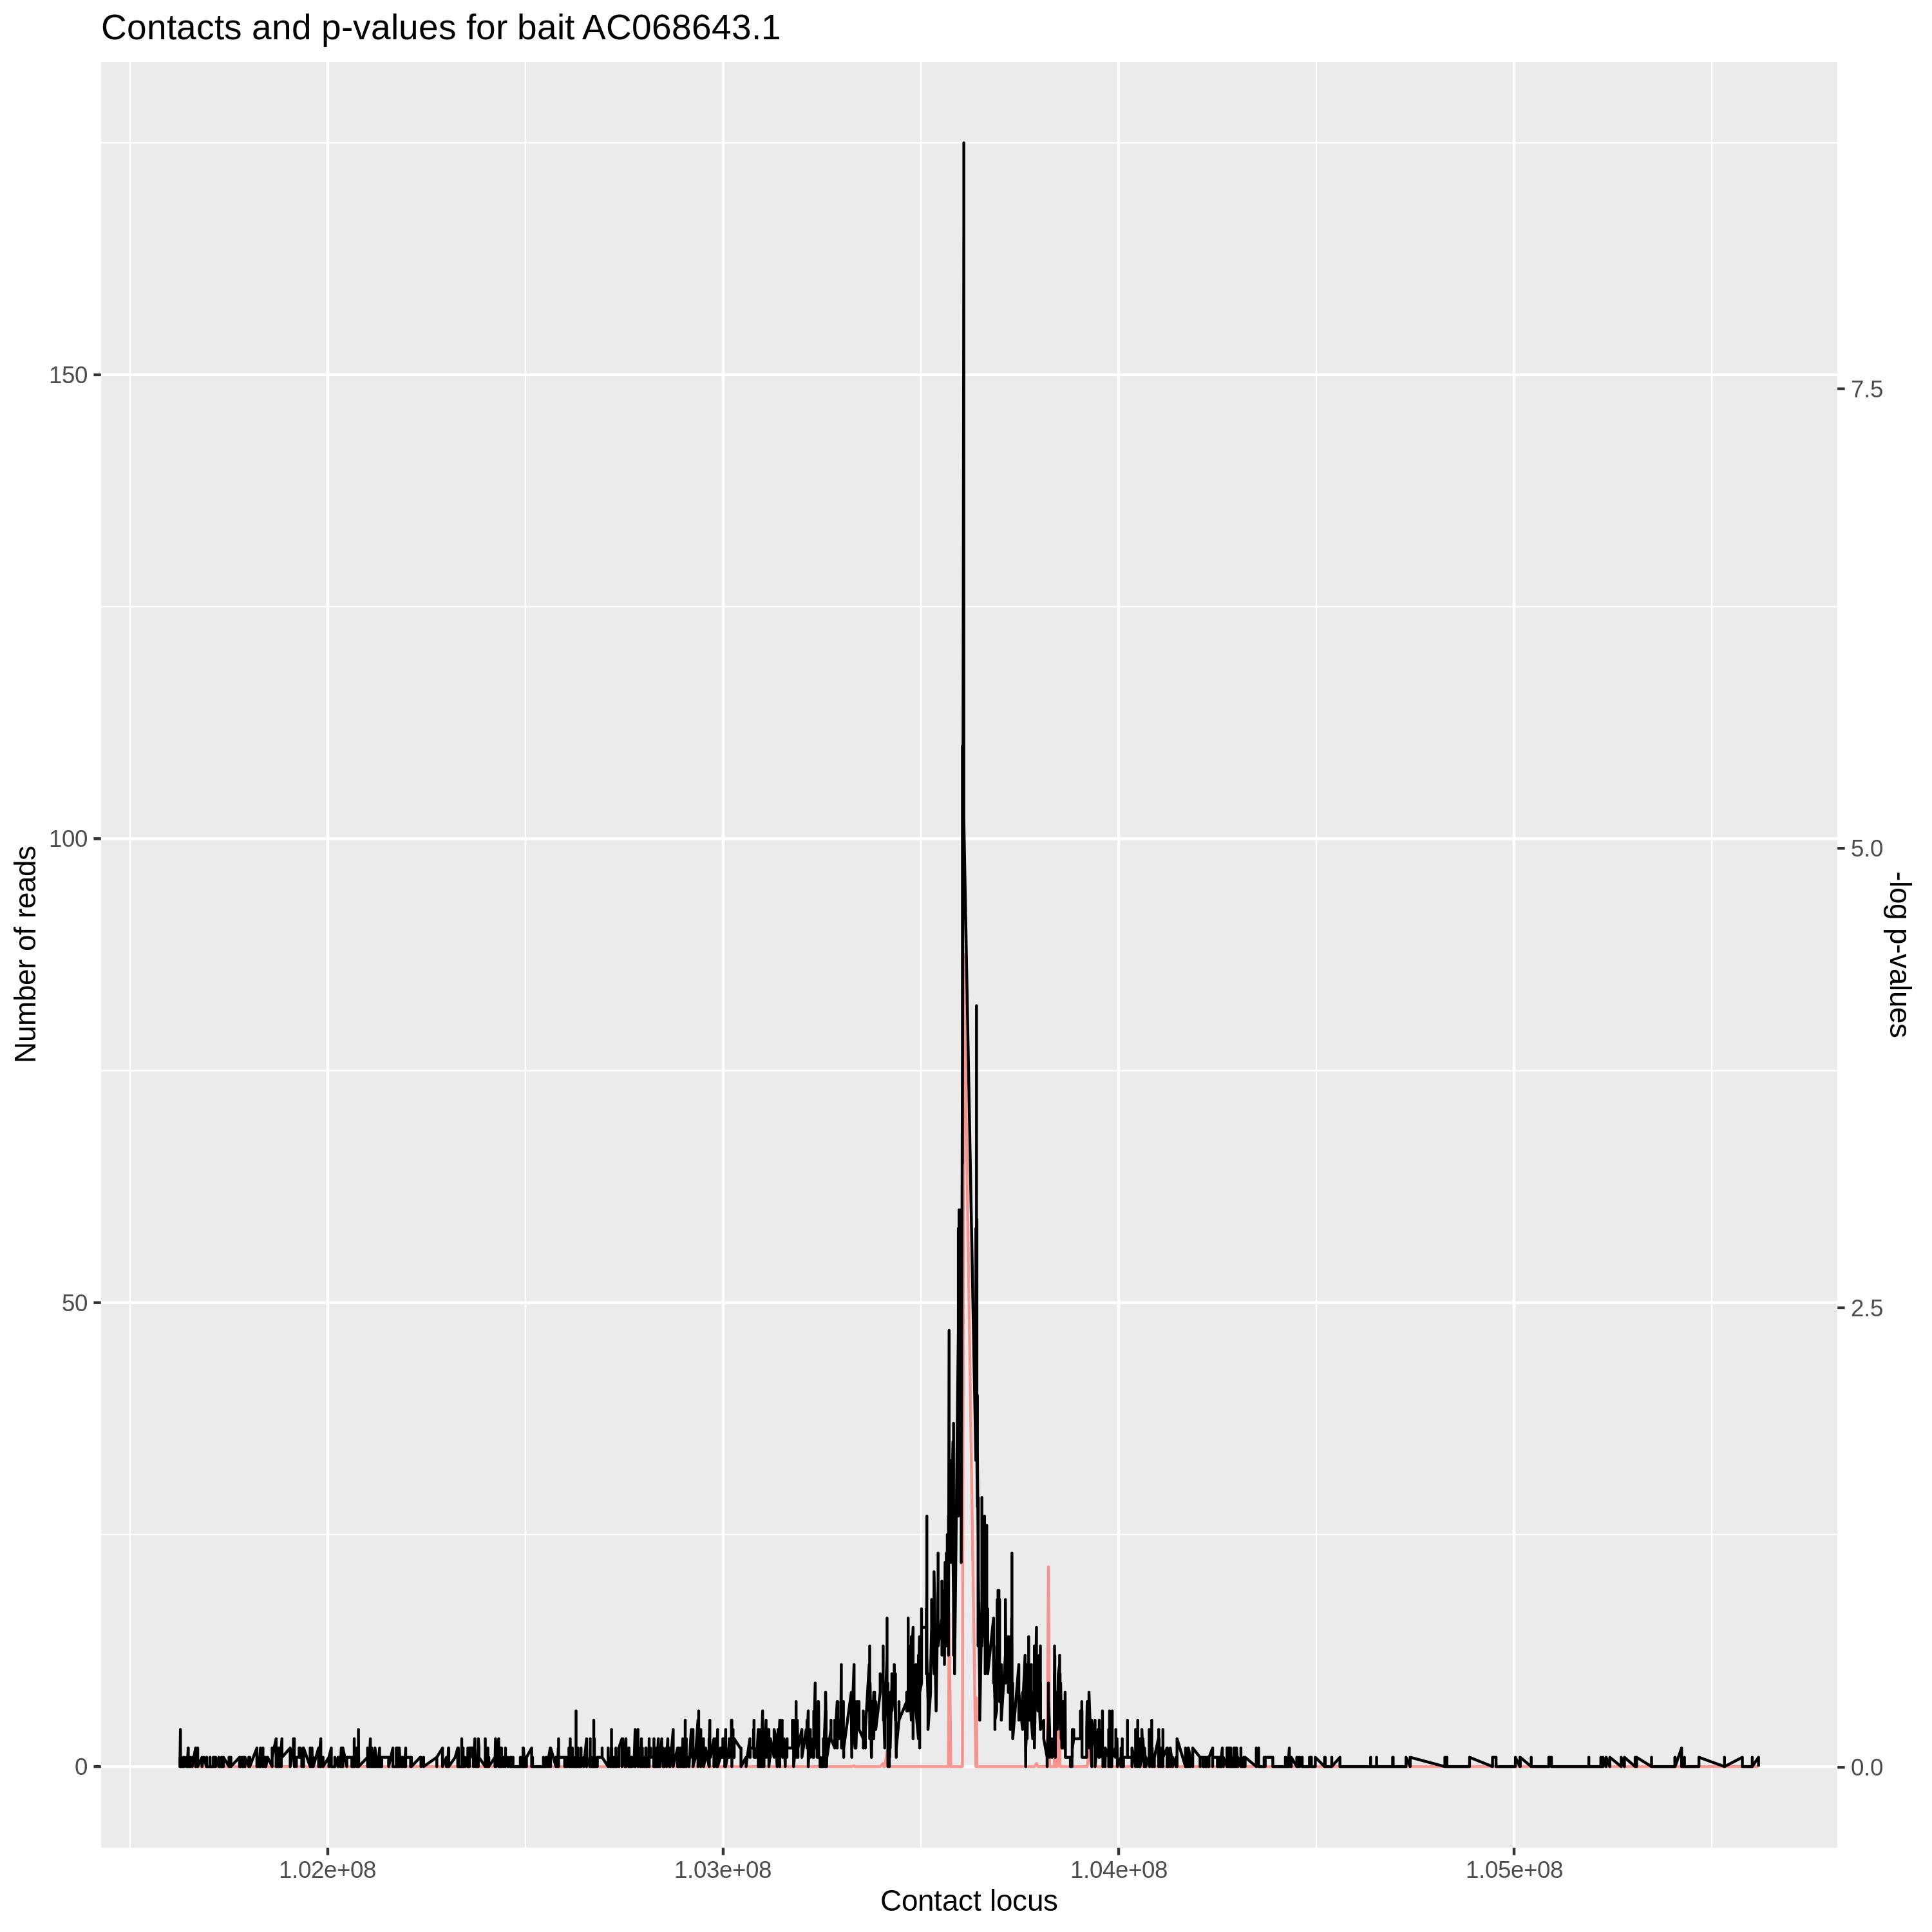 Contacts and p-values for bait AC068643.1
150
100
50
0
Number of reads
7.5
5.0
2.5
0.0
-log p-values
1.02e+08
1.03e+08
1.04e+08
1.05e+08
Contact locus